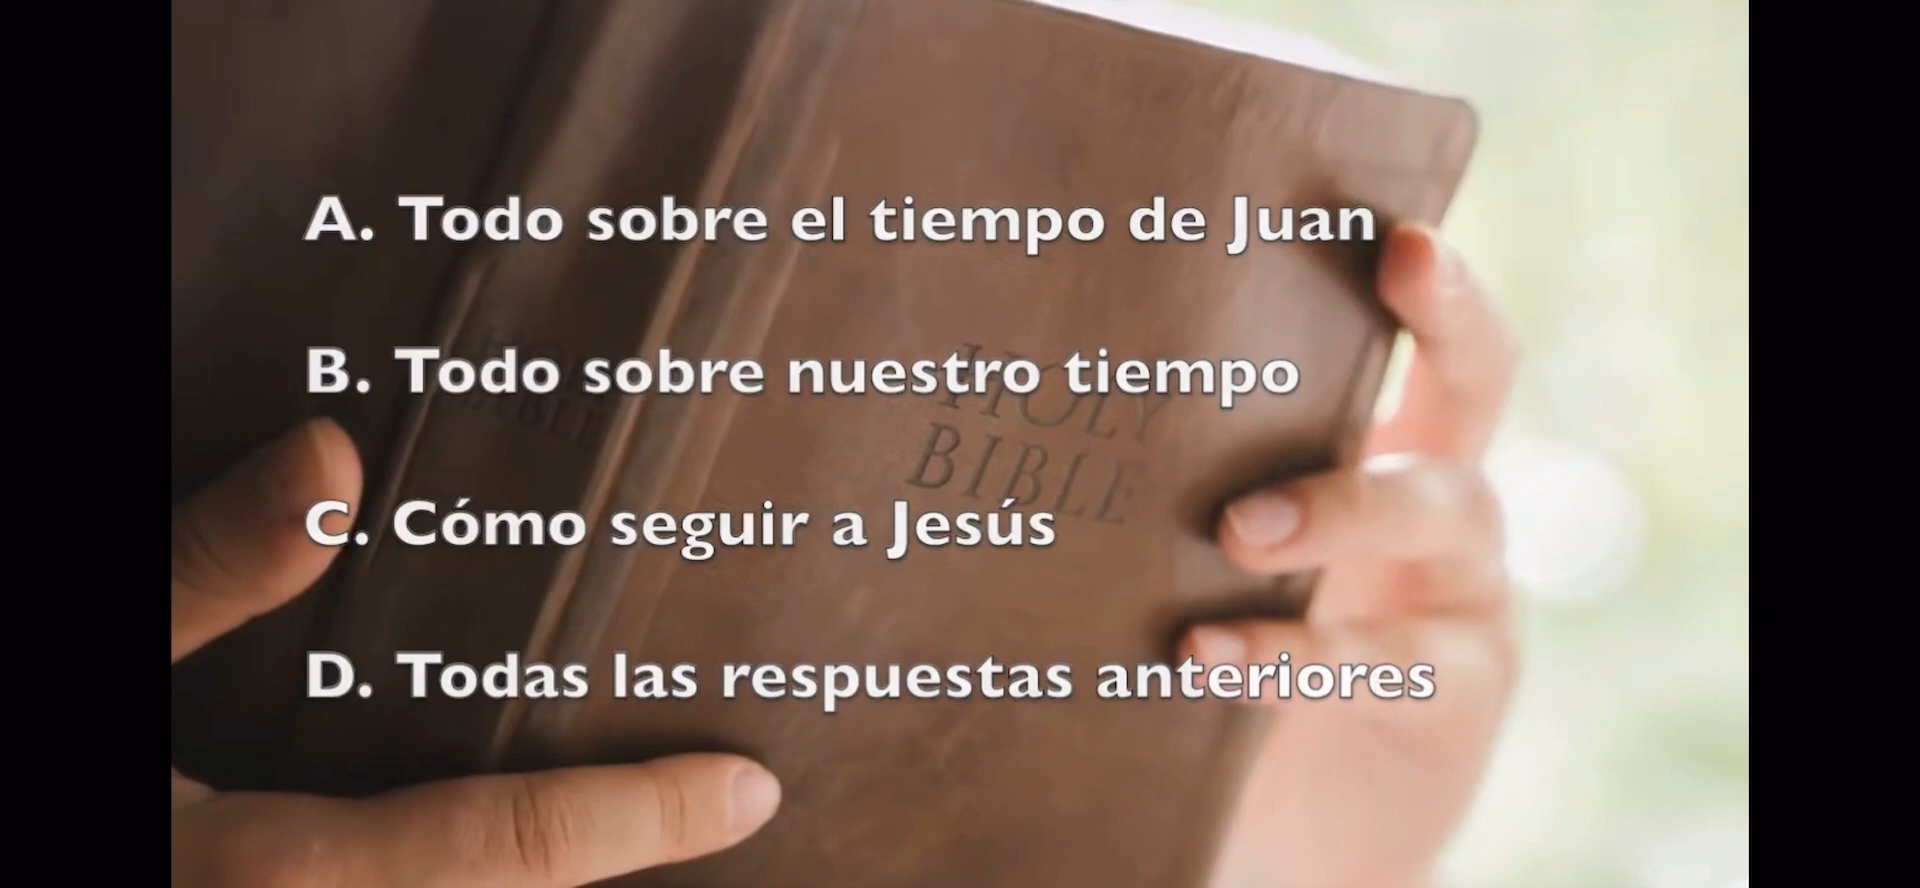 A. Todo sobre el tiempo de Juan
B. Todo sobre nuestro tiempo
HOLY
BIBLE
C. Cómo seguir a Jesús
D. Todas las respuestas anteriores